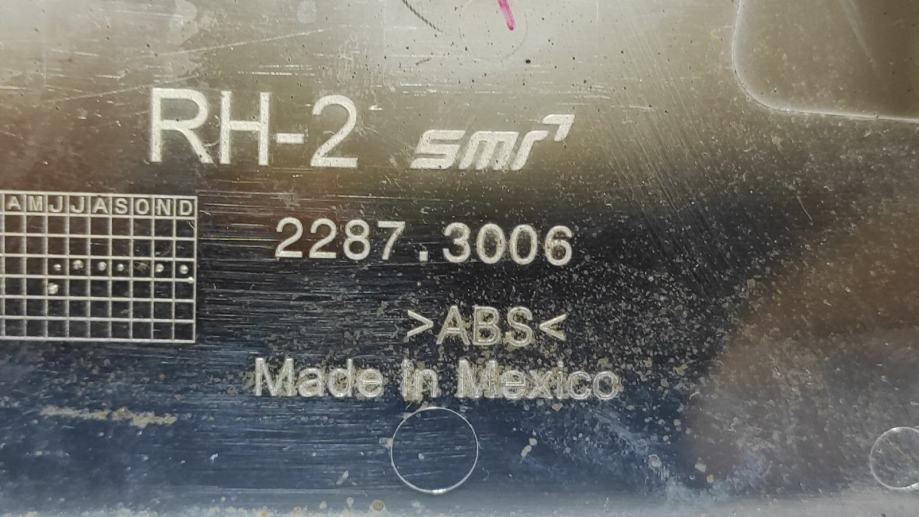 RH-2 smr
AMJJASOND
2287.3006
>ABS<
Made in Mexico